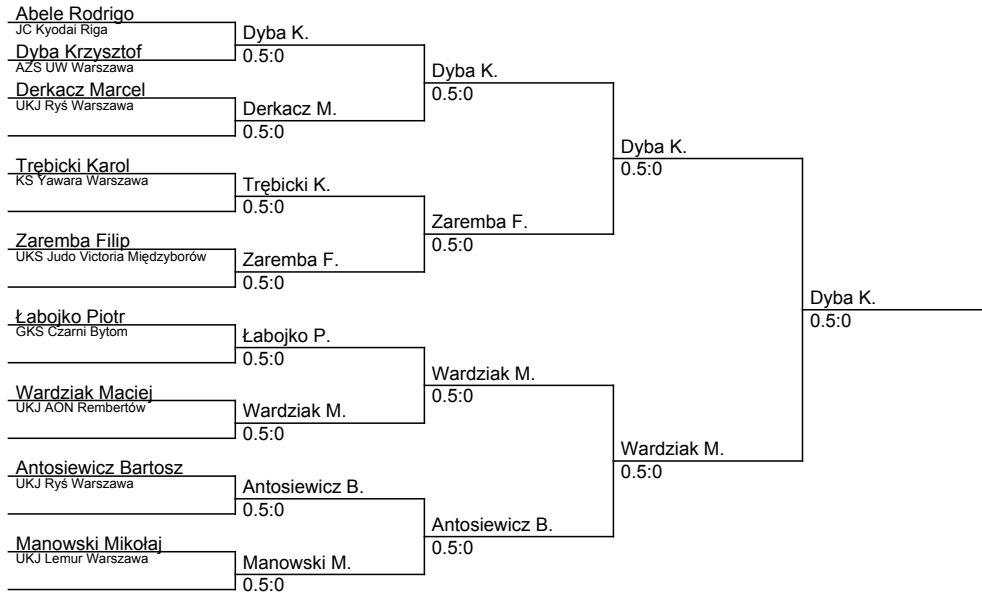 Abele Rodrigo
JC Kyodai Riga
Dyba Krzysztof
AZS UW Warszawa
Derkacz Marcel
UKJ Ryś Warszawa
Trębicki Karol
KS Yawara Warszawa
Zaremba Filip
UKS Judo Victoria Międzyborów
Łabojko Piotr
GKS Czarni Bytom
Wardziak Maciej
UKJ AON Rembertów
Antosiewicz Bartosz
UKJ Ryś Warszawa
Manowski Mikołaj
UKJ Lemur Warszawa
Dyba K.
0.5:0
Derkacz M.
0.5:0
Trębicki K.
0.5:0
Zaremba F.
0.5:0
Łabojko P.
0.5:0
Wardziak M.
0.5:0
Antosiewicz B.
0.5:0
Manowski M.
0.5:0
Dyba K.
0.5:0
Zaremba F.
0.5:0
Wardziak M.
0.5:0
Antosiewicz B.
0.5:0
Dyba K.
0.5:0
Wardziak M.
0.5:0
Dyba K.
0.5:0